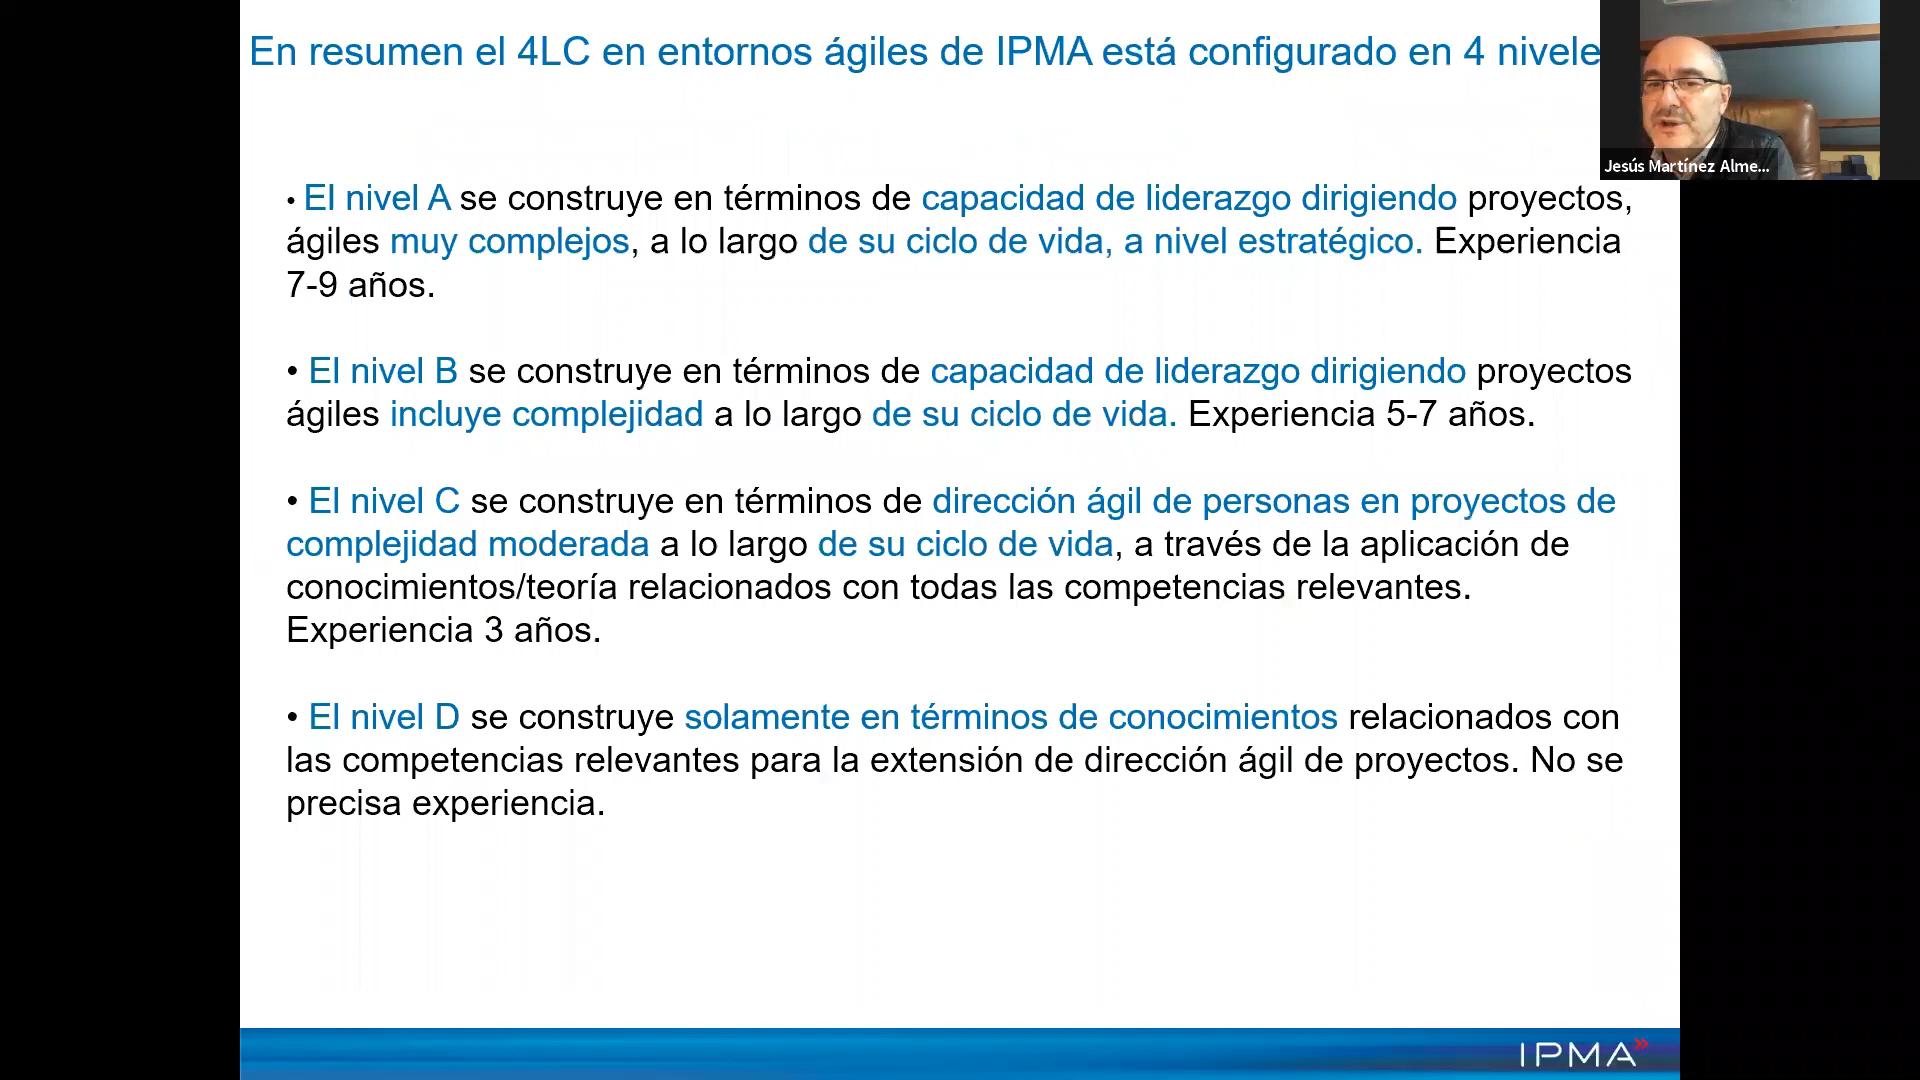 En resumen el 4LC en entornos ágiles de IPMA está configurado en 4 nivele
Jesús Martínez Alme...
• El nivel A se construye en términos de capacidad de liderazgo dirigiendo proyectos,
ágiles muy complejos, a lo largo de su ciclo de vida, a nivel estratégico. Experiencia
7-9 años.
• El nivel B se construye en términos de capacidad de liderazgo dirigiendo proyectos
ágiles incluye complejidad a lo largo de su ciclo de vida. Experiencia 5-7 años.
• El nivel C se construye en términos de dirección ágil de personas en proyectos de
complejidad moderada a lo largo de su ciclo de vida, a través de la aplicación de
conocimientos/teoría relacionados con todas las competencias relevantes.
Experiencia 3 años.
• El nivel D se construye solamente en términos de conocimientos relacionados con
las competencias relevantes para la extensión de dirección ágil de proyectos. No se
precisa experiencia.
IPMA